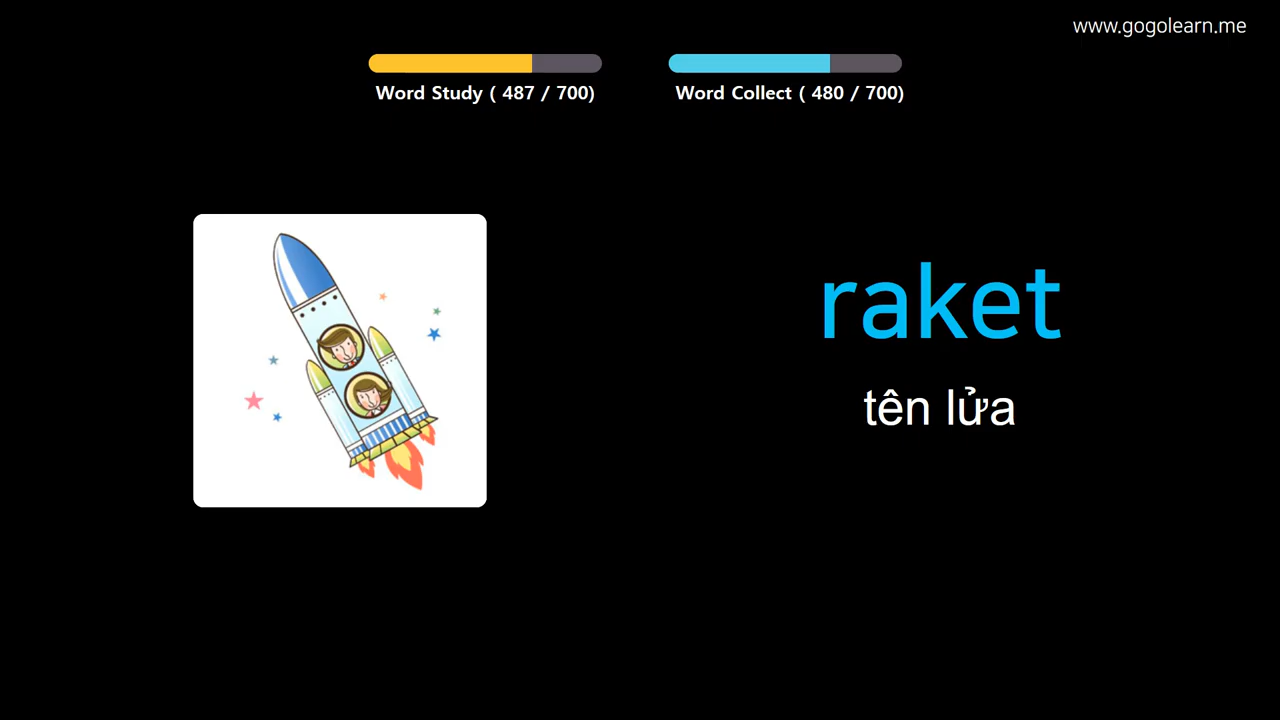 www.gogolearn.me
Word Study ( 487 / 700)
Word Collect ( 480 / 700)
raket
tên lửa